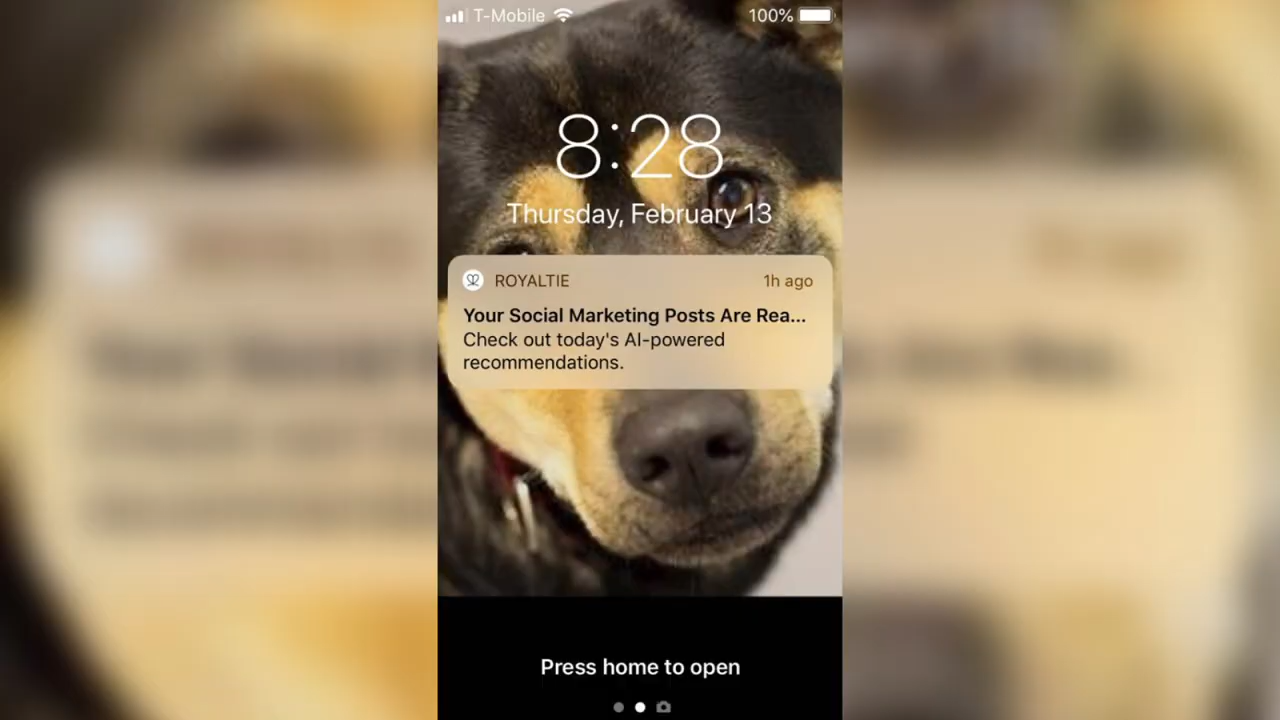 T-Mobile 100%
8:28
Thursday, February 13
ROYALTIE 1h ago
Your Social Marketing Posts Are Rea...
Check out today's AI-powered
recommendations.
Press home to open